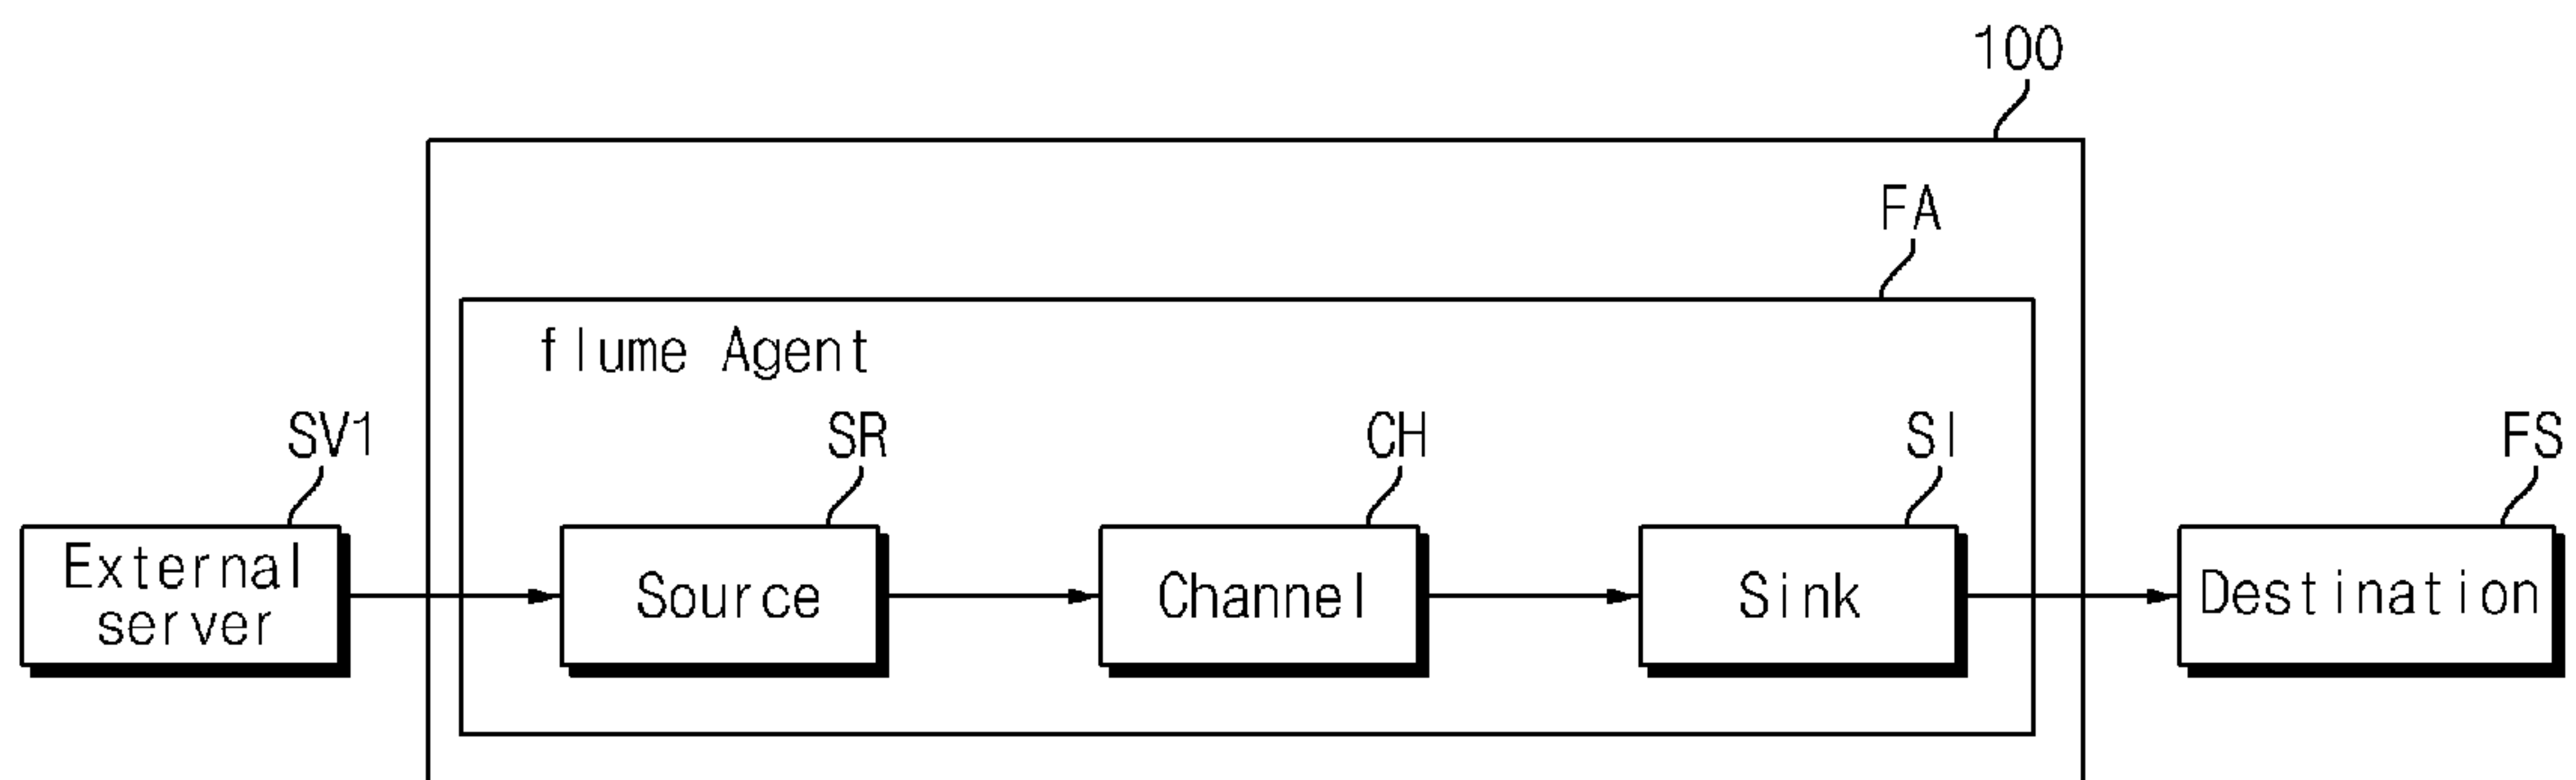 100
FA
flume Agent
SV1
SR
CH
SI
FS
External
server
Source
Channel
Sink
Destination